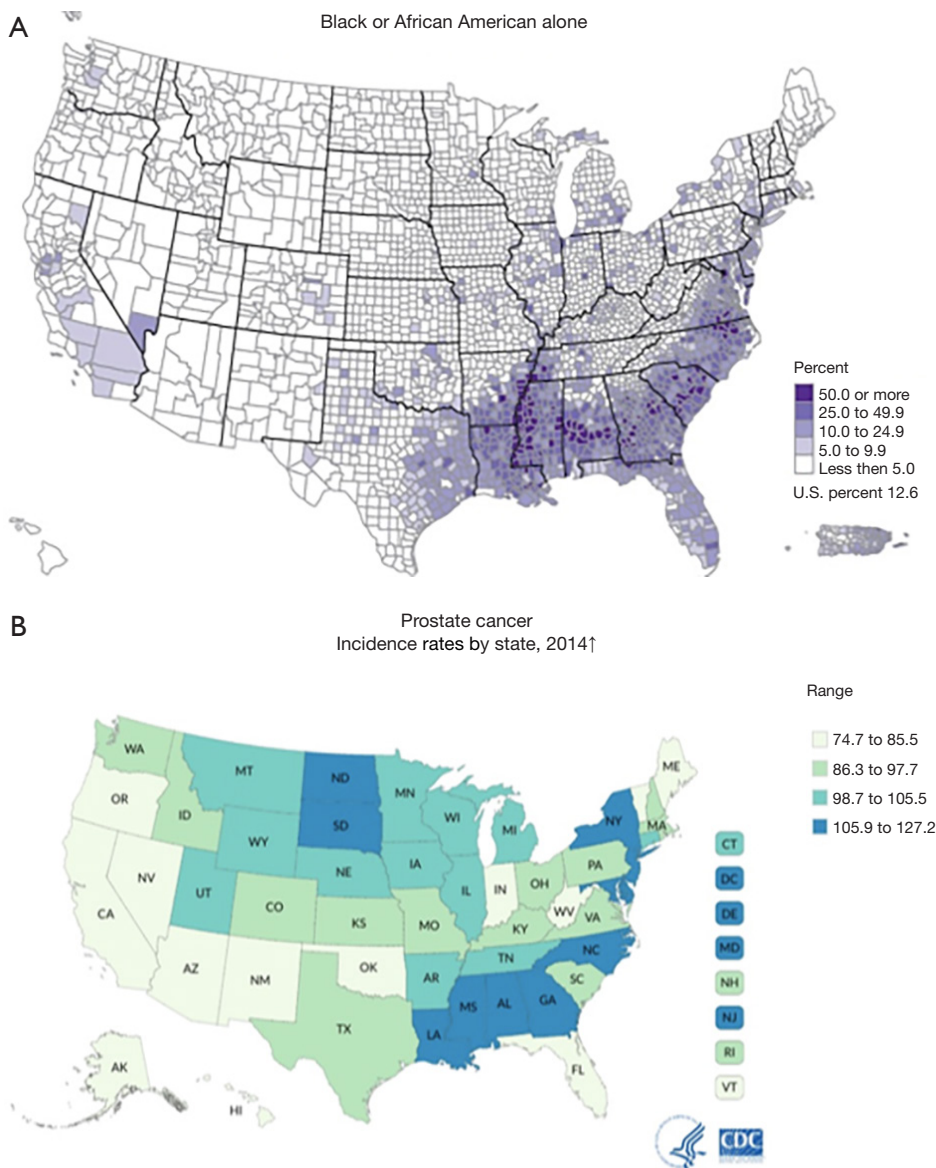 A
Black or African American alone
Percent
50.0 or more
25.0 to 49.9
10.0 to 24.9
5.0 to 9.9
Less then 5.0
U.S. percent 12.6
B
Prostate cancer
Incidence rates by state, 2014↑
Range
74.7 to 85.5
86.3 to 97.7
98.7 to 105.5
105.9 to 127.2
WA
MT
ND
MN
ME
OR
ID
SD
WI
MI
NY
MA
WY
IA
NE
PA
NV
UT
IL
IN
OH
CO
KS
MO
WV
VA
KY
CA
NC
TN
AZ
NM
OK
AR
SC
MS
AL
GA
LA
TX
FL
AK
HI
CT
DC
DE
MD
NH
NJ
RI
VT
CDC